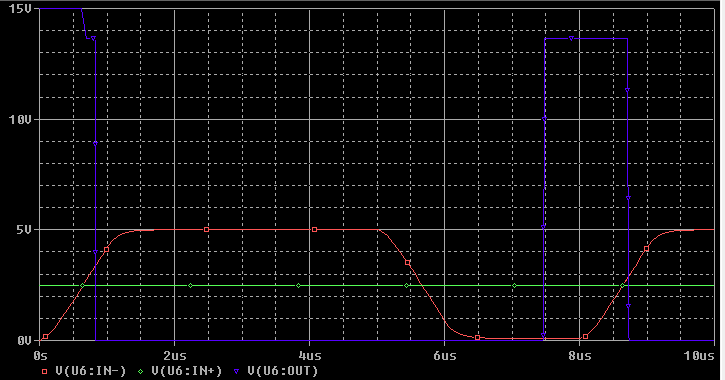 15V
10V
5V
0V
0s 2us 4us 6us 8us 10us
V(U6:IN-) V(U6:IN+) V(U6:OUT)